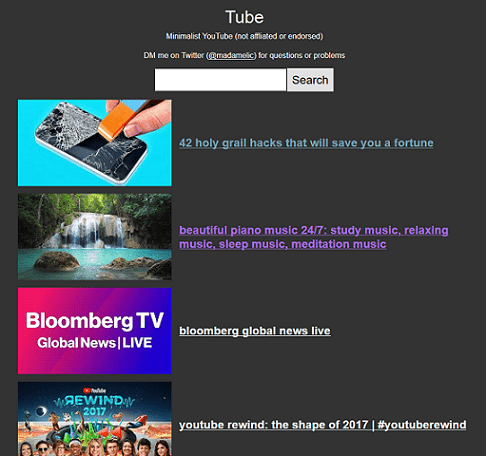 Tube
Minimalist YouTube (not affliated or endorsed)
DM me on Twitter (@madamelic) for questions or problems
Search
42 holy grail hacks that will save you a fortune
beautiful piano music 24/7: study music, relaxing
music, sleep music, meditation music
Bloomberg TV
Global News|LIVE
bloomberg global news live
YouTube
REWIND
2017
youtube rewind: the shape of 2017 | #youtuberewind